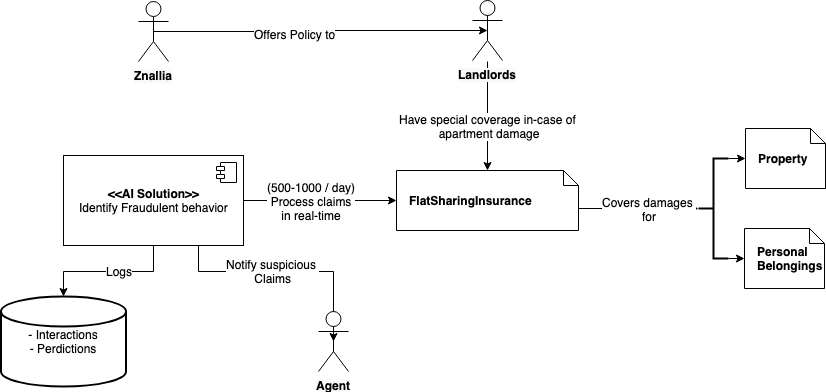 Offers Policy to
Znallia
Landlords
Have special coverage in-case of
apartment damage
<<AI Solution>>
Identify Fraudulent behavior
(500-1000 / day)
Process claims
in real-time
FlatSharingInsurance
Covers damages
for
Property
Personal
Belongings
Logs
Notify suspicious
Claims
- Interactions
- Perdictions
Agent